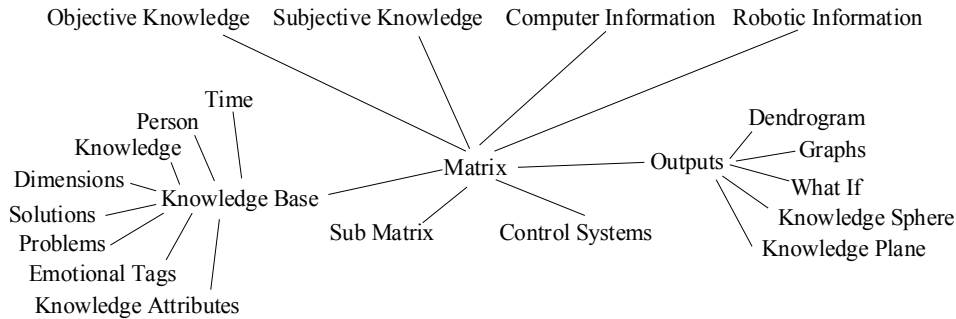 Objective Knowledge
Subjective Knowledge
Computer Information
Robotic Information
Time
Person
Knowledge
Dimensions
Solutions
Problems
Emotional Tags
Knowledge Attributes
Knowledge Base
Matrix
Sub Matrix
Control Systems
Outputs
Dendrogram
Graphs
What If
Knowledge Sphere
Knowledge Plane